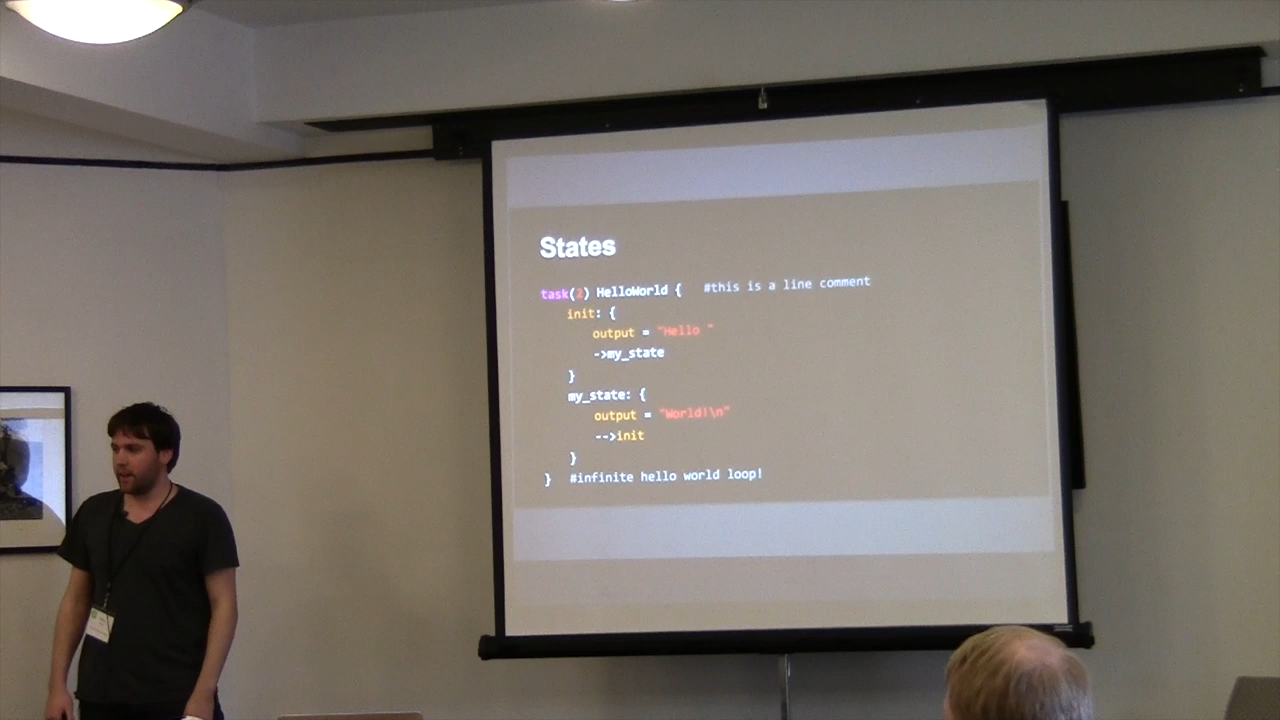 States
task(2) HelloWorld {   #this is a line comment
init: {
output = "Hello "
->my_state
}
my_state: {
output = "World!\n"
-->init
}
}  #infinite hello world loop!